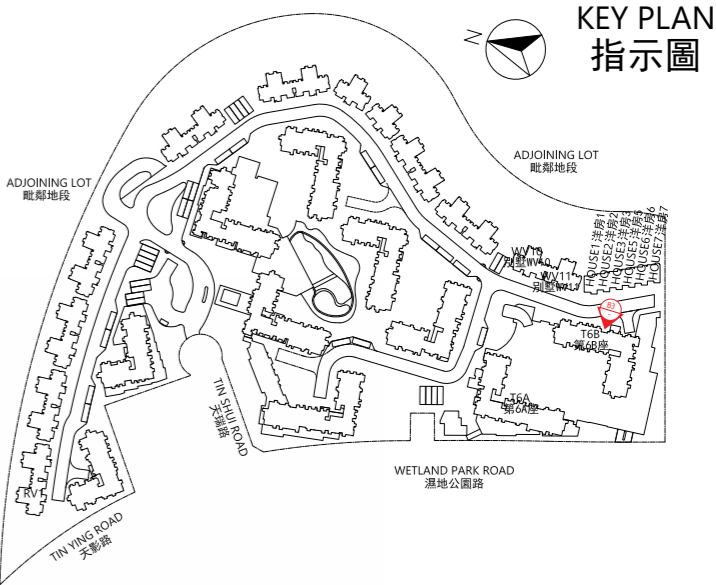 KEY PLAN
指示圖
N
ADJOINING LOT
毗鄰地段
ADJOINING LOT
毗鄰地段
WV10
別墅WV10
WV11
別墅WV11
HOUSE1洋房1
HOUSE2洋房2
HOUSE3洋房3
HOUSE5洋房5
HOUSE6洋房6
HOUSE7洋房7
B3
T6B
第6B座
T6A
第6A座
TIN SHUI ROAD
天瑞路
WETLAND PARK ROAD
濕地公園路
RV1
TIN YING ROAD
天影路